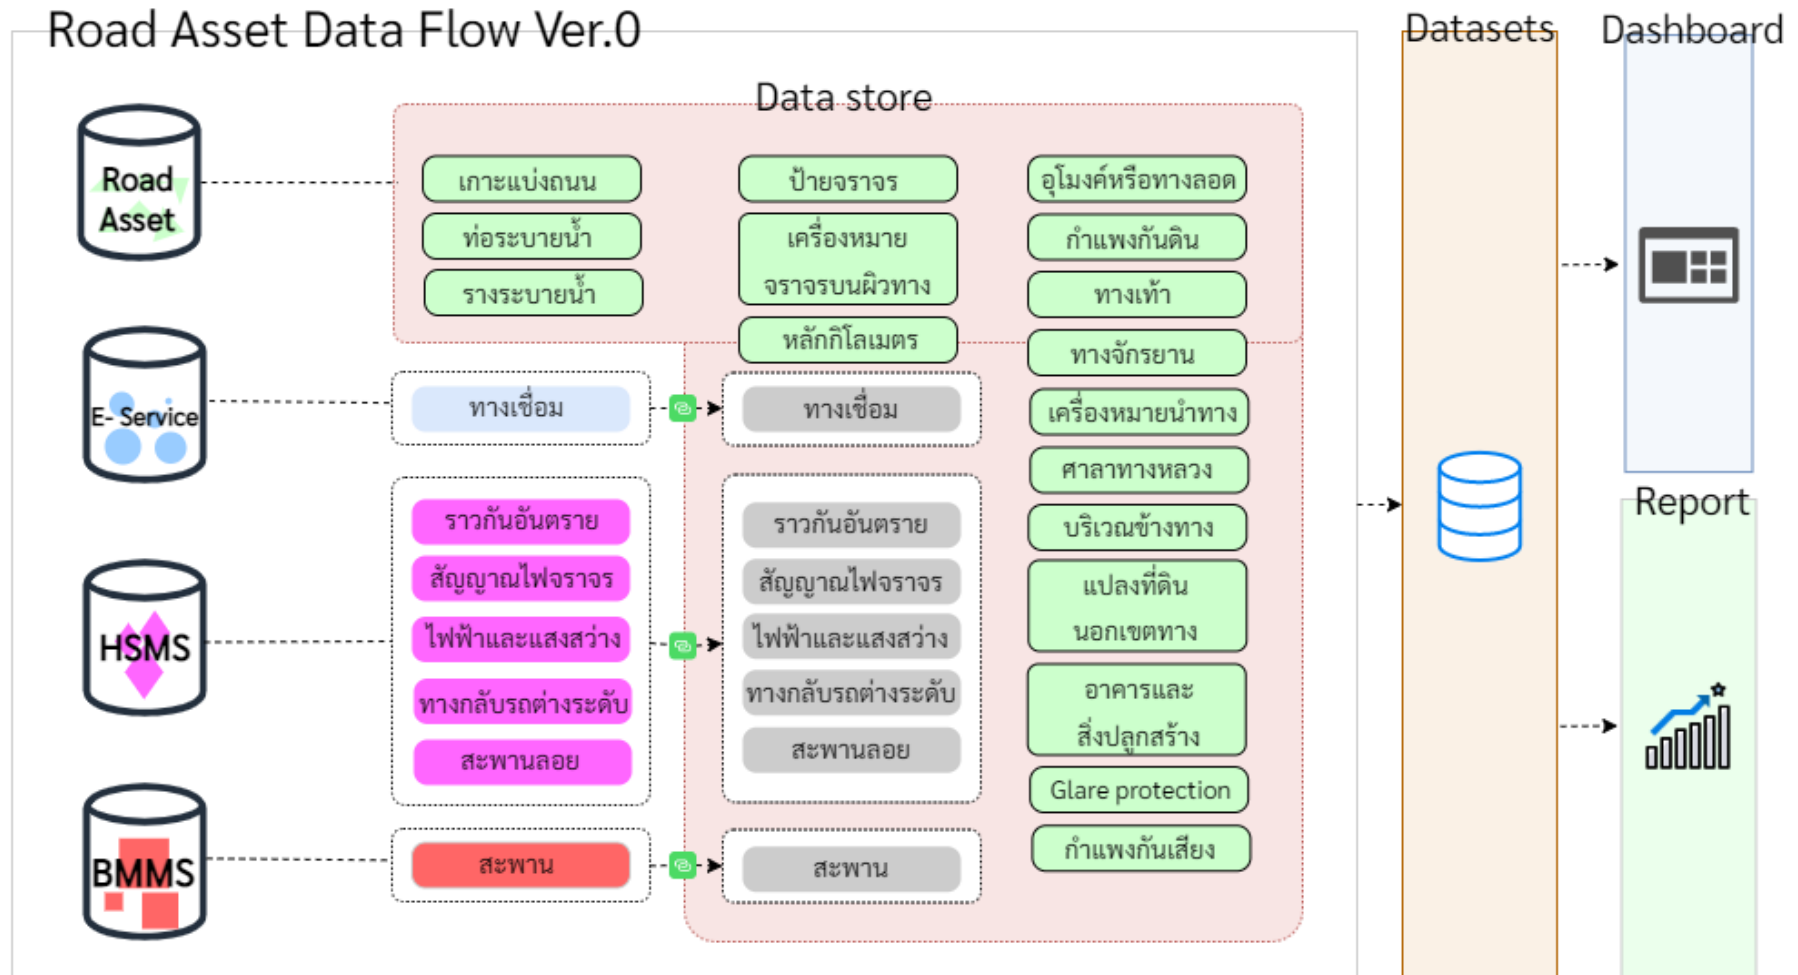 Road Asset Data Flow Ver.0
Datasets
Dashboard
Data store
Road
Asset
เกาะแบ่งถนน
ท่อระบายน้ำ
รางระบายน้ำ
ป้ายจราจร
เครื่องหมาย
จราจรบนผิวทาง
หลักกิโลเมตร
อุโมงค์หรือทางลอด
กำแพงกันดิน
ทางเท้า
ทางจักรยาน
เครื่องหมายนำทาง
ศาลาทางหลวง
บริเวณข้างทาง
แปลงที่ดิน
นอกเขตทาง
อาคารและ
สิ่งปลูกสร้าง
Glare protection
กำแพงกันเสียง
E- Service
ทางเชื่อม
ทางเชื่อม
HSMS
ราวกันอันตราย
สัญญาณไฟจราจร
ไฟฟ้าและแสงสว่าง
ทางกลับรถต่างระดับ
สะพานลอย
ราวกันอันตราย
สัญญาณไฟจราจร
ไฟฟ้าและแสงสว่าง
ทางกลับรถต่างระดับ
สะพานลอย
BMMS
สะพาน
สะพาน
Report